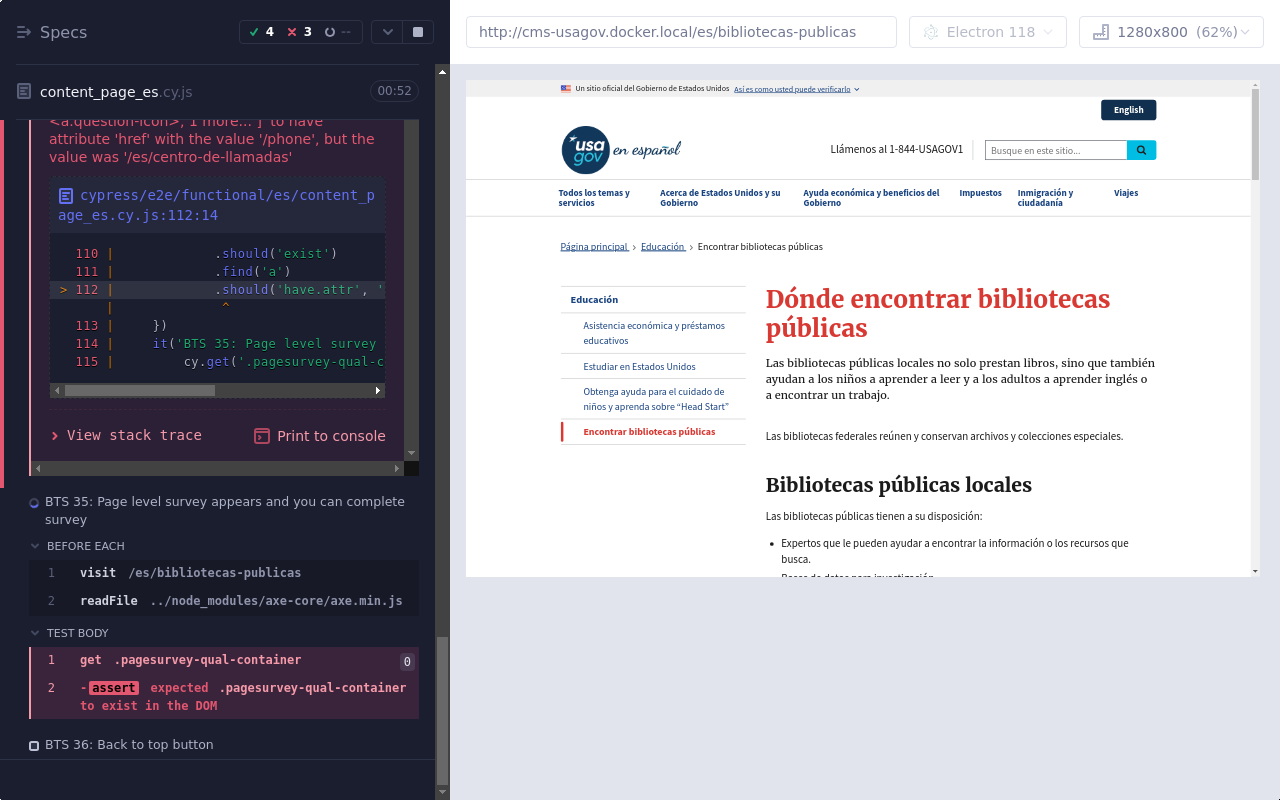 Specs
4
3
--
content_page_es.cy.js
00:52
<a.question-icon>, 1 more... ]' to have
attribute 'href' with the value '/phone', but the
value was '/es/centro-de-llamadas'
cypress/e2e/functional/es/content_p
age_es.cy.js:112:14
110 | .should('exist')
111 | .find('a')
> 112 | .should('have.attr', '
| ^
113 | })
114 | it('BTS 35: Page level survey
115 | cy.get('.pagesurvey-qual-c
View stack trace
Print to console
BTS 35: Page level survey appears and you can complete
survey
BEFORE EACH
1 visit /es/bibliotecas-publicas
2 readFile ../node_modules/axe-core/axe.min.js
TEST BODY
1 get .pagesurvey-qual-container 0
2 -assert expected .pagesurvey-qual-container
to exist in the DOM
BTS 36: Back to top button
http://cms-usagov.docker.local/es/bibliotecas-publicas
Electron 118
1280x800 (62%)
Un sitio oficial del Gobierno de Estados Unidos Así es como usted puede verificarlo
English
usa
gov
en español
Llámenos al 1-844-USAGOV1
Busque en este sitio...
Todos los temas y
servicios
Acerca de Estados Unidos y su
Gobierno
Ayuda económica y beneficios del
Gobierno
Impuestos
Inmigración y
ciudadanía
Viajes
Página principal › Educación › Encontrar bibliotecas públicas
Educación
Asistencia económica y préstamos
educativos
Estudiar en Estados Unidos
Obtenga ayuda para el cuidado de
niños y aprenda sobre “Head Start”
Encontrar bibliotecas públicas
Dónde encontrar bibliotecas
públicas
Las bibliotecas públicas locales no solo prestan libros, sino que también
ayudan a los niños a aprender a leer y a los adultos a aprender inglés o
a encontrar un trabajo.
Las bibliotecas federales reúnen y conservan archivos y colecciones especiales.
Bibliotecas públicas locales
Las bibliotecas públicas tienen a su disposición:
• Expertos que le pueden ayudar a encontrar la información o los recursos que
busca.